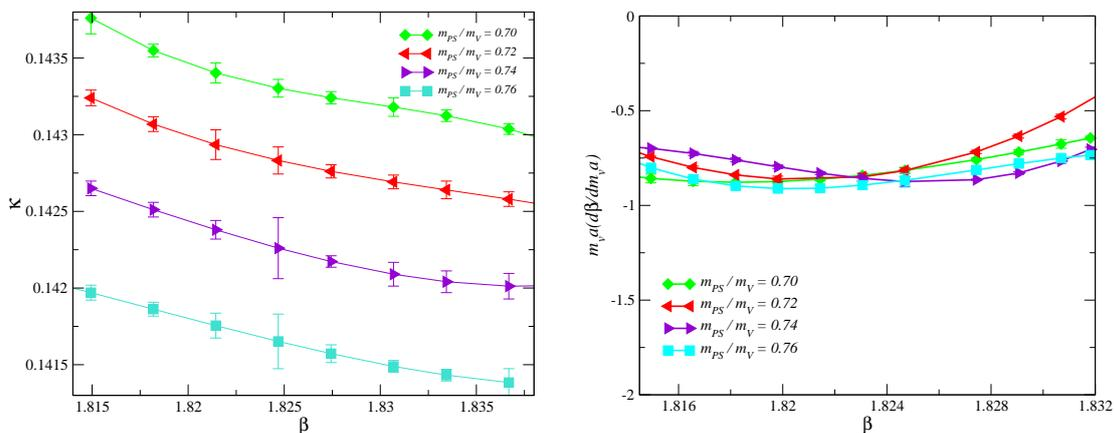 m_PS / m_V = 0.70
m_PS / m_V = 0.72
m_PS / m_V = 0.74
m_PS / m_V = 0.76
0.1435
0.143
0.1425
0.142
0.1415
κ
1.815
1.82
1.825
1.83
1.835
β
0
-0.5
-1
-1.5
-2
m_v a(dβ/dm_v a)
m_PS / m_V = 0.70
m_PS / m_V = 0.72
m_PS / m_V = 0.74
m_PS / m_V = 0.76
1.816
1.82
1.824
1.828
1.832
β